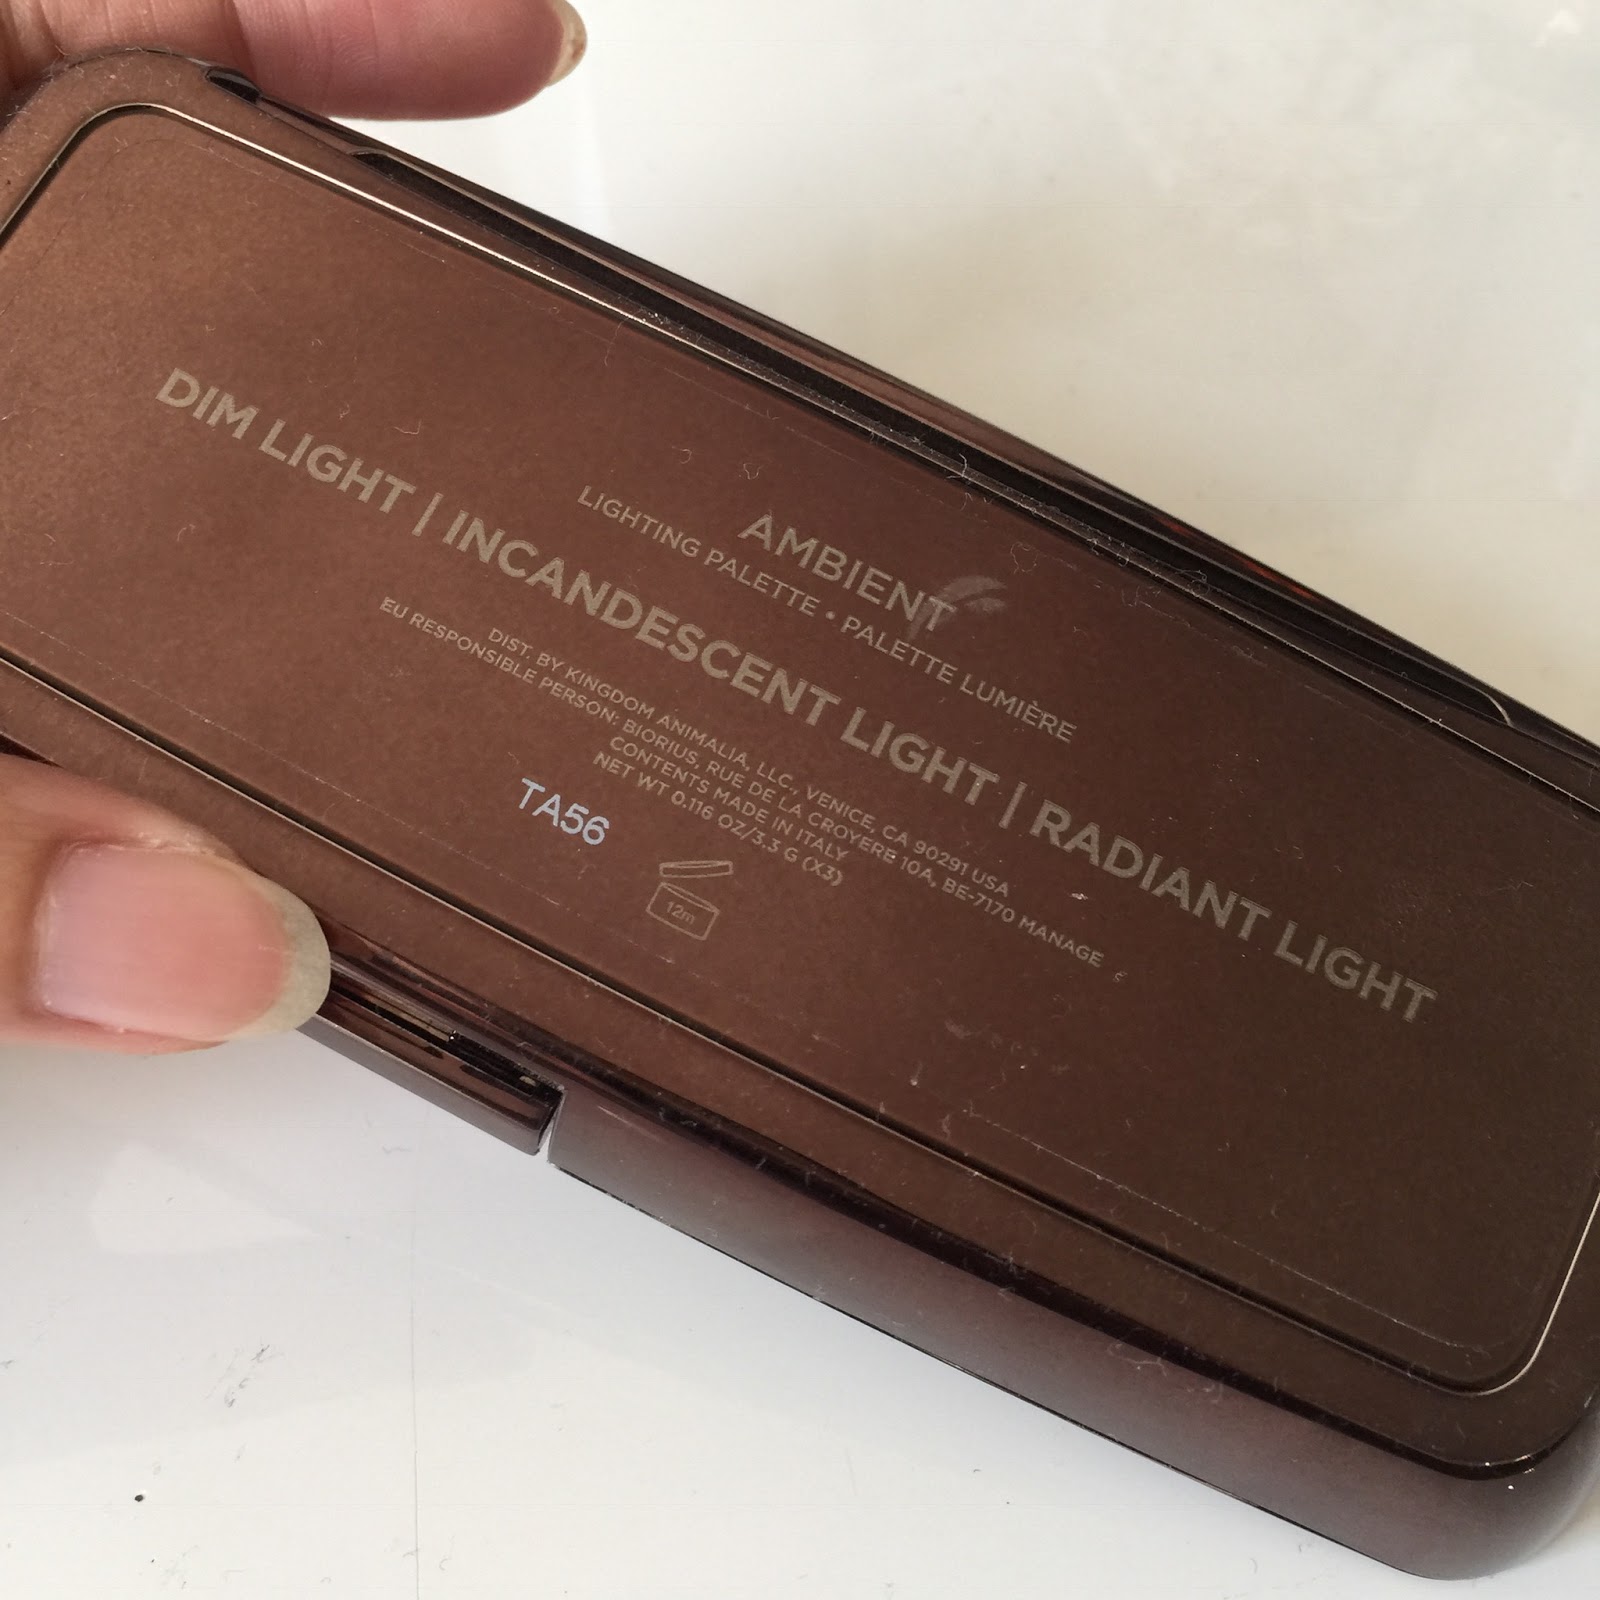 AMBIENT
LIGHTING PALETTE • PALETTE LUMIÈRE
DIM LIGHT | INCANDESCENT LIGHT | RADIANT LIGHT
DIST. BY KINGDOM ANIMALIA, LLC., VENICE, CA 90291 USA
EU RESPONSIBLE PERSON: BIORIUS, RUE DE LA CROYERE 10A, BE-7170 MANAGE
CONTENTS MADE IN ITALY
NET WT 0.116 OZ/3.3 G (X3)
TA56
12m